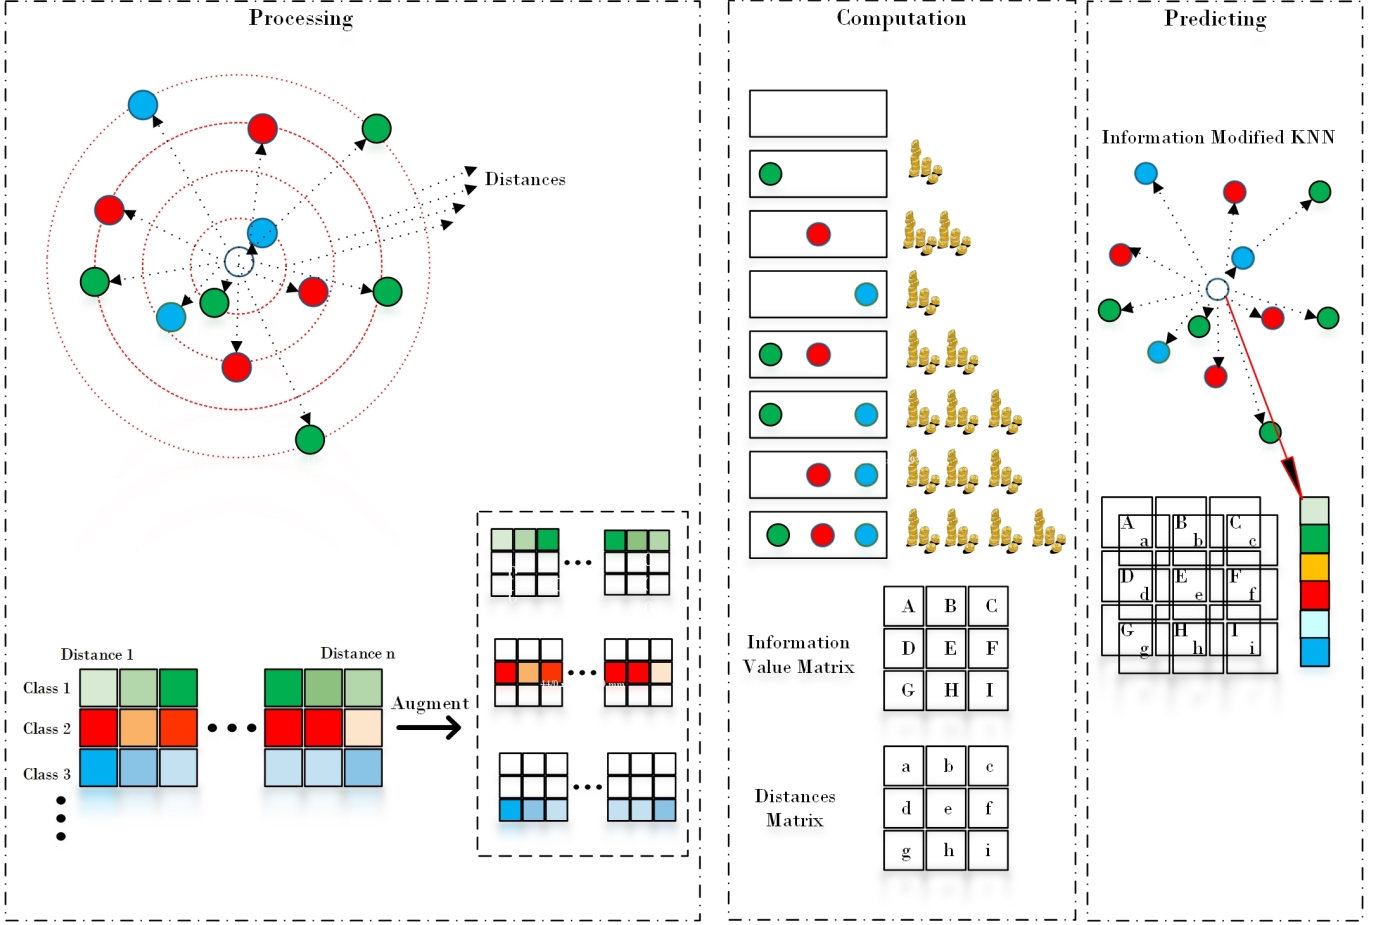 Processing
Distances
Distance 1
Distance n
Class 1
Class 2
Class 3
Augment
Computation
Information
Value Matrix
A B C
D E F
G H I
Distances
Matrix
a b c
d e f
g h i
Predicting
Information Modified KNN
A B C
a b c
D E F
d e f
G H I
g h i